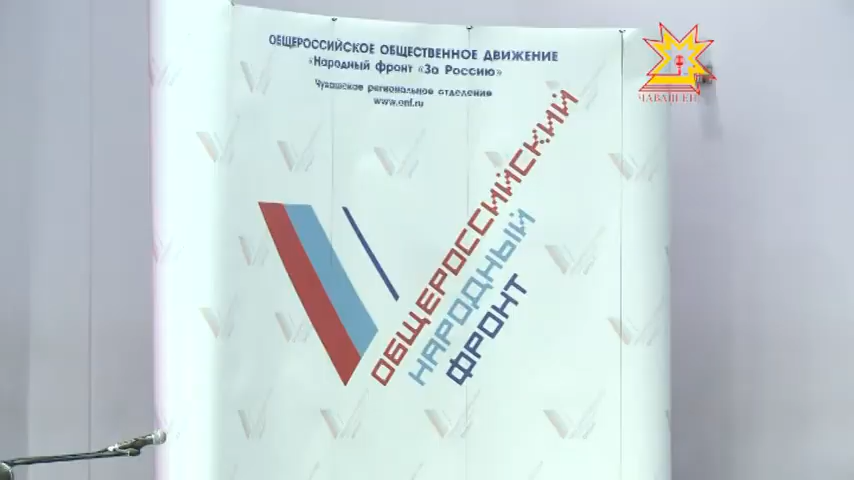 ОБЩЕРОССИЙСКОЕ ОБЩЕСТВЕННОЕ ДВИЖЕНИЕ
«Народный фронт «За Россию»
Чувашское региональное отделение
www.onf.ru
ОБЩЕРОССИЙСКИЙ
НАРОДНЫЙ
ФРОНТ